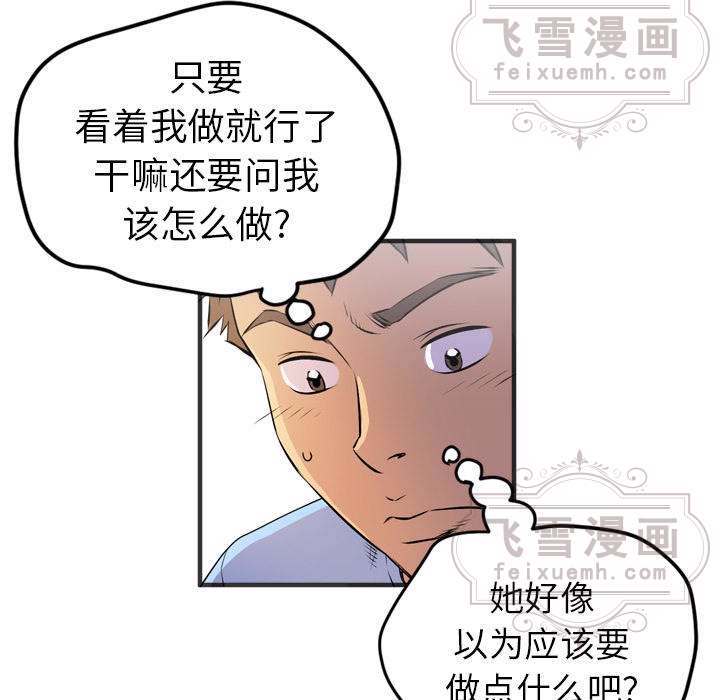 飞雪漫画
feixuemh.com
只要
看着我做就行了
干嘛还要问我
该怎么做?
飞雪漫画
feixuemh.com
她好像
以为应该要
做点什么吧?